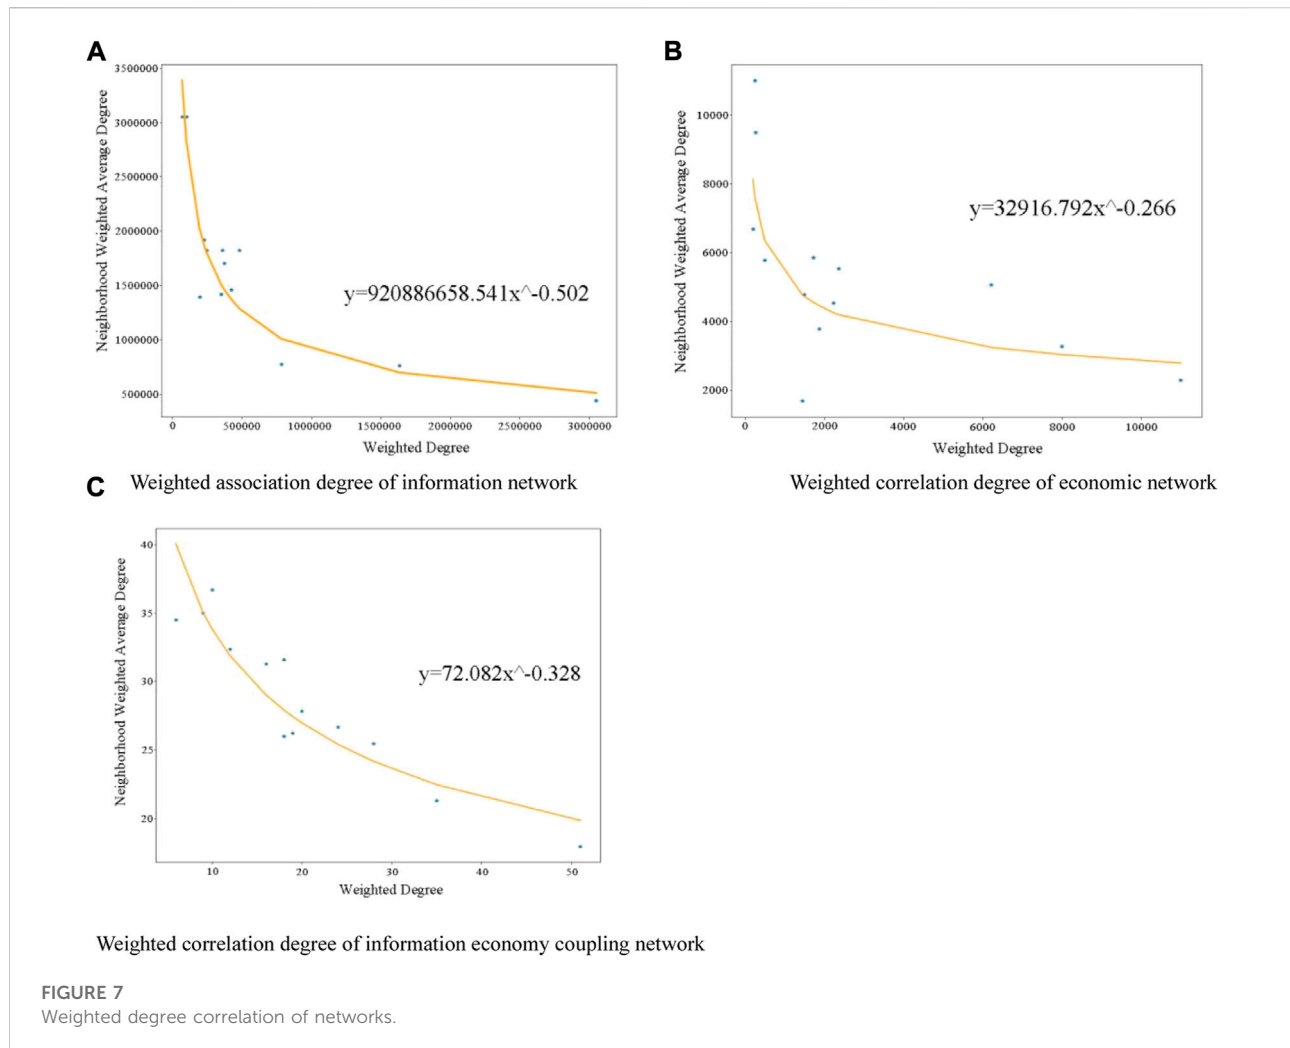 A
3500000
3000000
2500000
2000000
1500000
1000000
500000
Neighborhood Weighted Average Degree
y=920886658.541x^-0.502
0 500000 1000000 1500000 2000000 2500000 3000000
Weighted Degree
Weighted association degree of information network
B
10000
8000
6000
4000
2000
Neighborhood Weighted Average Degree
y=32916.792x^-0.266
0 2000 4000 6000 8000 10000
Weighted Degree
Weighted correlation degree of economic network
C
40
35
30
25
20
Neighborhood Weighted Average Degree
y=72.082x^-0.328
10 20 30 40 50
Weighted Degree
Weighted correlation degree of information economy coupling network
FIGURE 7
Weighted degree correlation of networks.